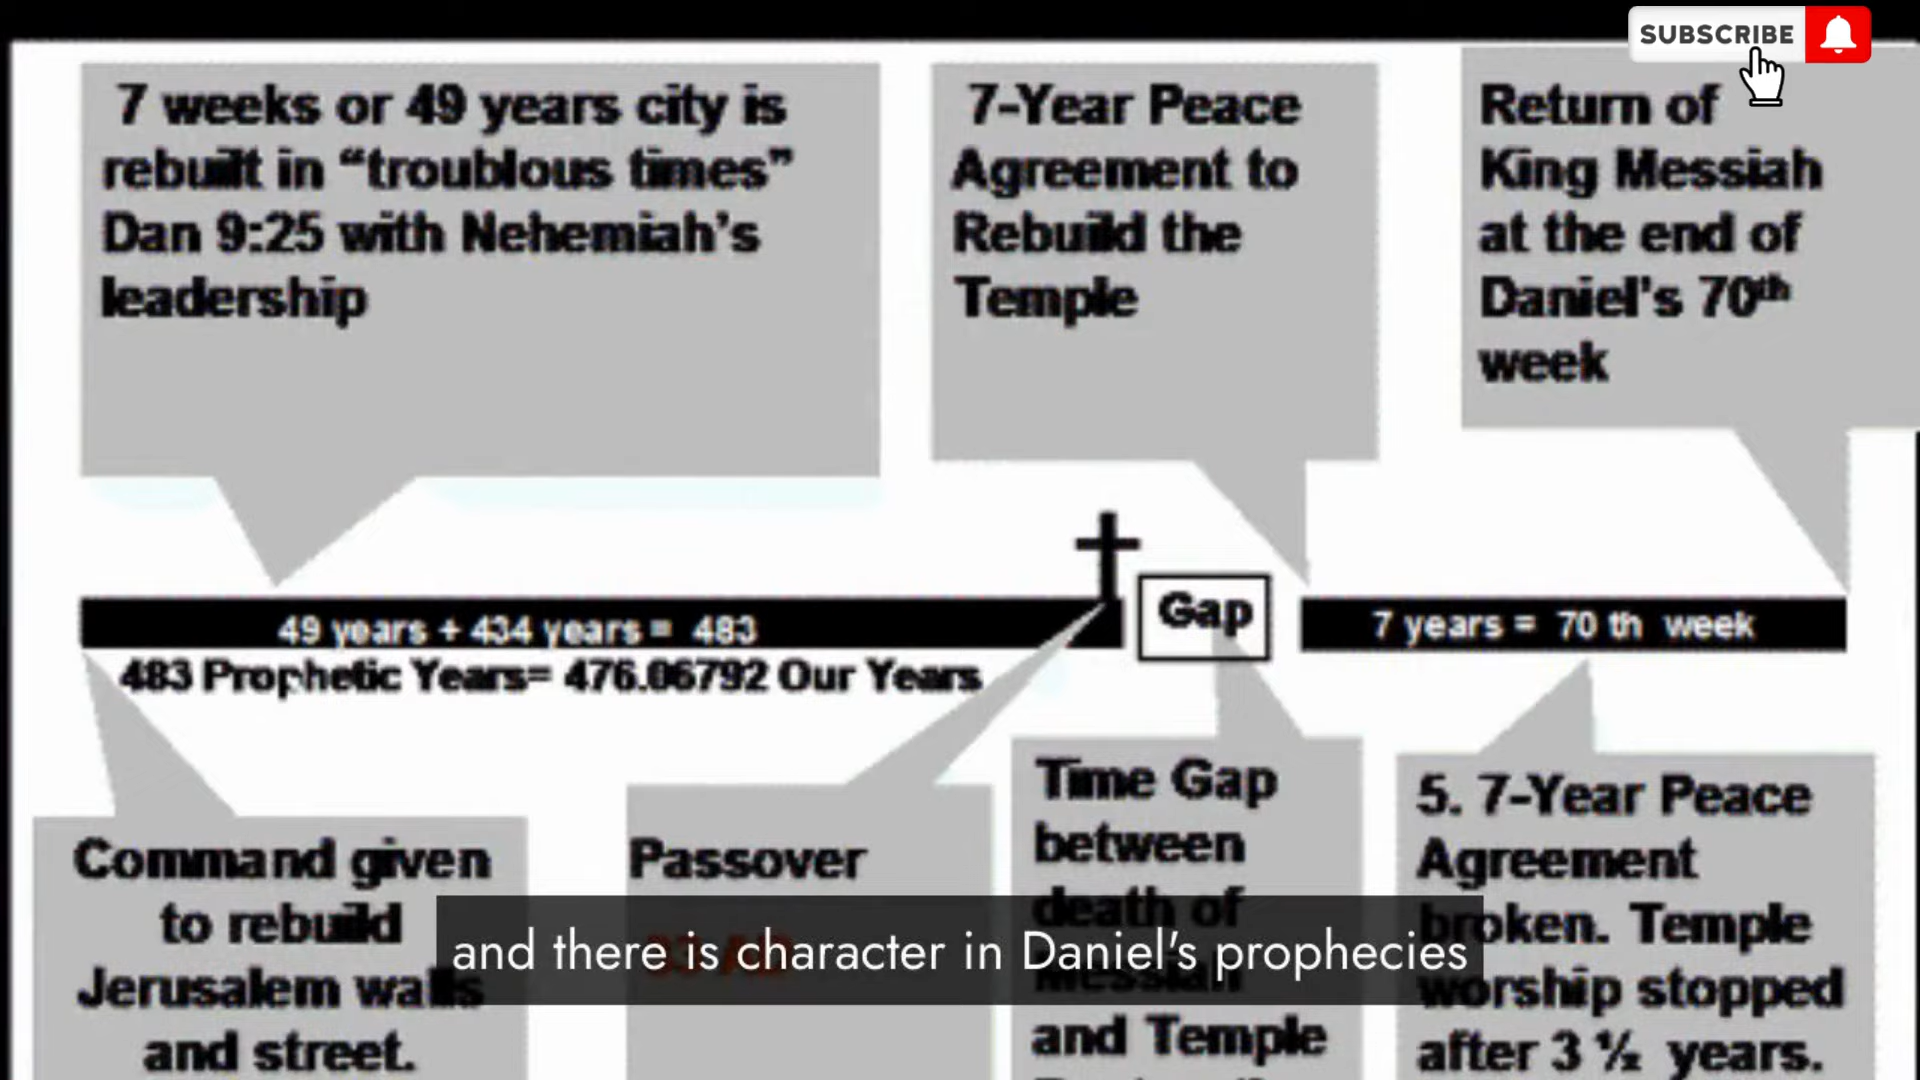 SUBSCRIBE
7 weeks or 49 years city is
rebuilt in “troublous times”
Dan 9:25 with Nehemiah’s
leadership
7-Year Peace
Agreement to
Rebuild the
Temple
Return of
King Messiah
at the end of
Daniel’s 70th
week
49 years + 434 years = 483
Gap
7 years = 70 th week
483 Prophetic Years= 476.06792 Our Years
Command given
to rebuild
Jerusalem walls
and street.
Passover
Time Gap
between
death of
Messiah
and Temple
5. 7-Year Peace
Agreement
broken. Temple
worship stopped
after 3 ½ years.
and there is character in Daniel's prophecies